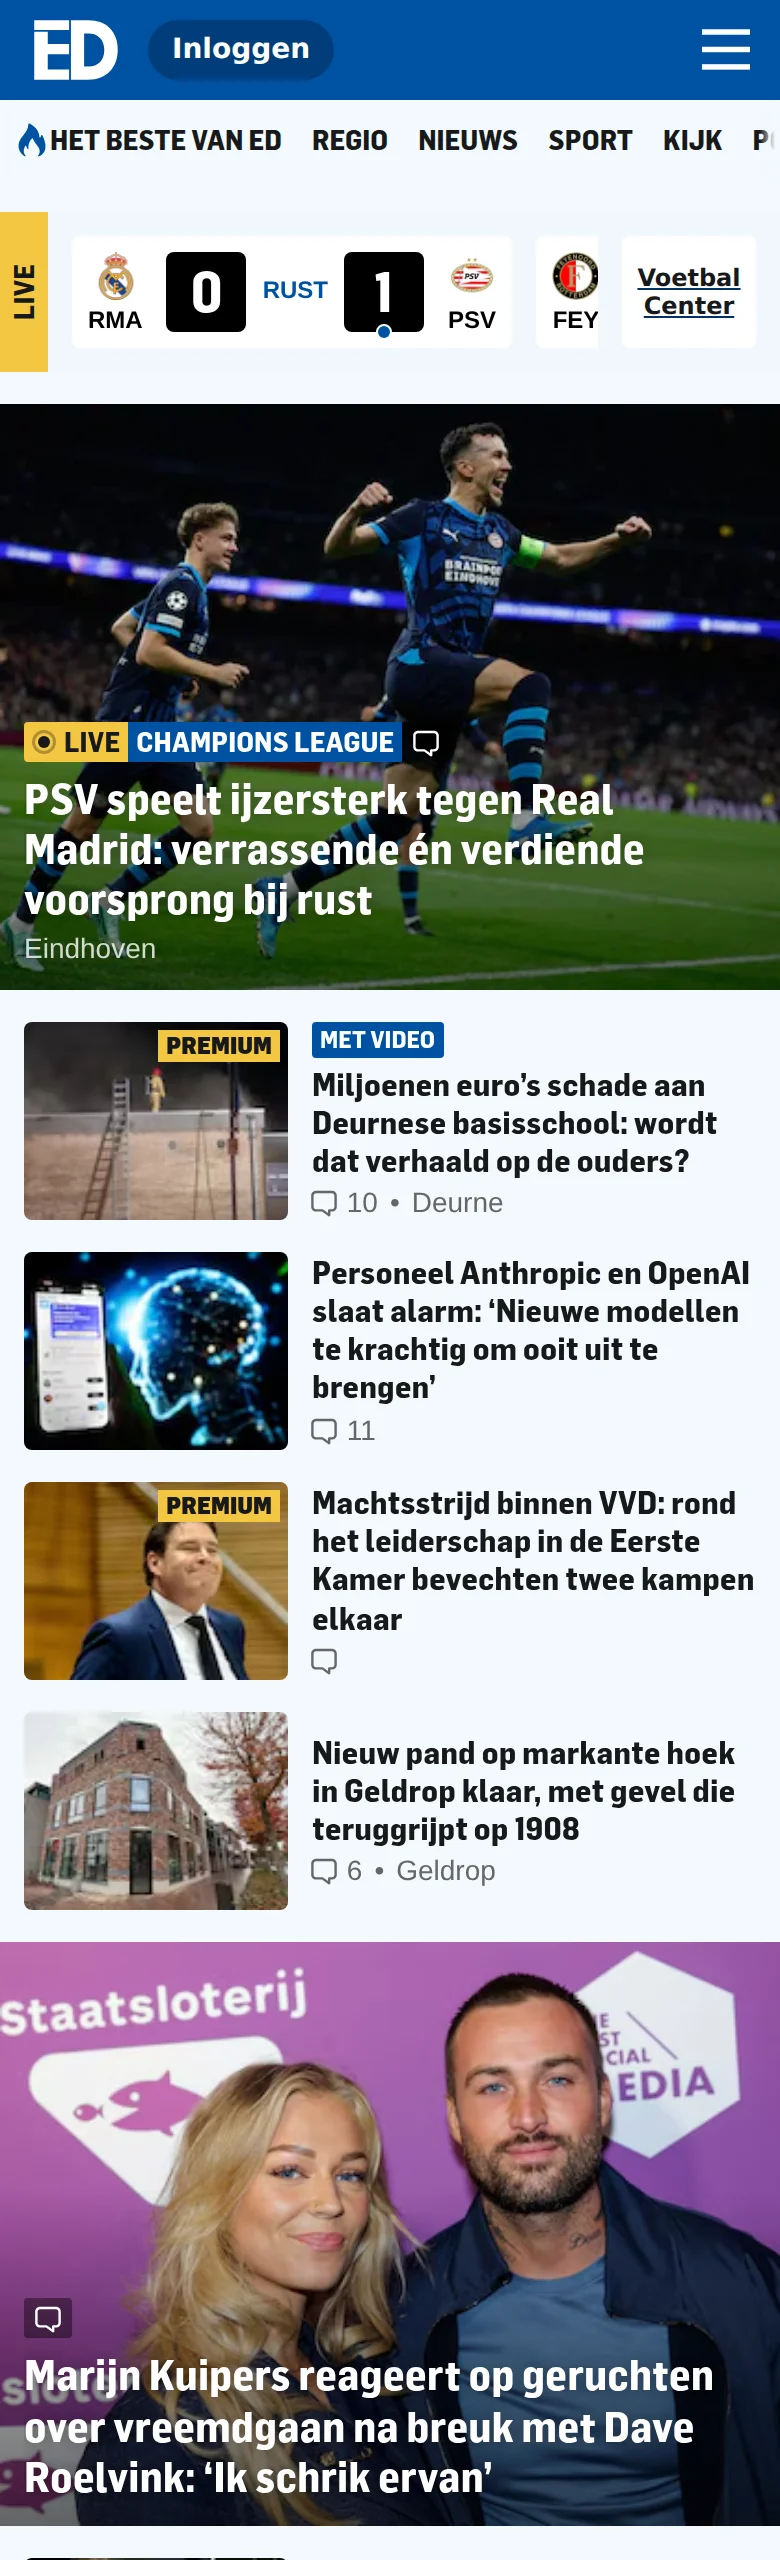 ED
Inloggen
HET BESTE VAN ED REGIO NIEUWS SPORT KIJK
LIVE
RMA 0 RUST 1 PSV
FEY
Voetbal
Center
BRAINPORT
EINDHOVEN
LIVE CHAMPIONS LEAGUE
PSV speelt ijzersterk tegen Real
Madrid: verrassende én verdiende
voorsprong bij rust
Eindhoven
PREMIUM
MET VIDEO
Miljoenen euro’s schade aan
Deurnese basisschool: wordt
dat verhaald op de ouders?
10 • Deurne
Personeel Anthropic en OpenAI
slaat alarm: ‘Nieuwe modellen
te krachtig om ooit uit te
brengen’
11
PREMIUM
Machtsstrijd binnen VVD: rond
het leiderschap in de Eerste
Kamer bevechten twee kampen
elkaar
Nieuw pand op markante hoek
in Geldrop klaar, met gevel die
teruggrijpt op 1908
6 • Geldrop
Staatsloterij
EDIA
Marijn Kuipers reageert op geruchten
over vreemdgaan na breuk met Dave
Roelvink: ‘Ik schrik ervan’